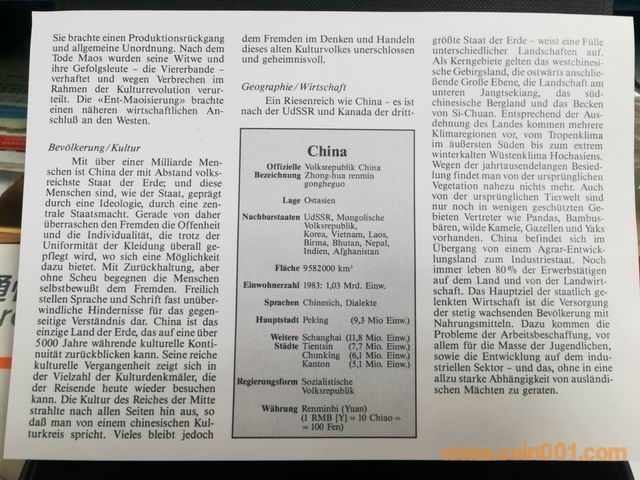 Sie brachte einen Produktionsrückgang
und allgemeine Unordnung. Nach dem
Tode Maos wurden seine Witwe und
ihre Gefolgsleute – die Viererbande –
verhaftet und wegen Verbrechen im
Rahmen der Kulturrevolution verur-
teilt. Die «Ent-Maoisierung» brachte
einen näheren wirtschaftlichen An-
schluß an den Westen.
Bevölkerung/Kultur
Mit über einer Milliarde Men-
schen ist China der mit Abstand volks-
reichste Staat der Erde; und diese
Menschen sind, wie der Staat, geprägt
durch eine Ideologie, durch eine zen-
trale Staatsmacht. Gerade von daher
überraschen den Fremden die Offenheit
und die Individualität, die trotz der
Uniformität der Kleidung überall ge-
pflegt wird, wo sich eine Möglichkeit
dazu bietet. Mit Zurückhaltung, aber
ohne Scheu begegnen die Menschen
selbstbewußt dem Fremden. Freilich
stellen Sprache und Schrift fast unüber-
windliche Hindernisse für das gegen-
seitige Verständnis dar. China ist das
einzige Land der Erde, das auf eine über
5000 Jahre während kulturelle Konti-
nuität zurückblicken kann. Seine reiche
kulturelle Vergangenheit zeigt sich in
der Vielzahl der Kulturdenkmäler, die
der Reisende heute wieder besuchen
kann. Die Kultur des Reiches der Mitte
strahlte nach allen Seiten hin aus, so
daß man von einem chinesischen Kul-
turkreis spricht. Vieles bleibt jedoch
dem Fremden im Denken und Handeln
dieses alten Kulturvolkes unerschlossen
und geheimnisvoll.
Geographie/Wirtschaft
Ein Riesenreich wie China – es ist
nach der UdSSR und Kanada der dritt-
China
Offizielle Volksrepublik China
Bezeichnung Zhong-hua renmin
gongheguo
Lage Ostasien
Nachbarstaaten UdSSR, Mongolische
Volksrepublik,
Korea, Vietnam, Laos,
Birma, Bhutan, Nepal,
Indien, Afghanistan
Fläche 9582000 km²
Einwohnerzahl 1983: 1,03 Mrd. Einw.
Sprachen Chinesich, Dialekte
Hauptstadt Peking (9,3 Mio Einw.)
Weitere Schanghai (11,8 Mio. Einw.)
Städte Tientsin (7,7 Mio. Einw.)
Chunking (6,1 Mio. Einw.)
Kanton (5,1 Mio. Einw.)
Regierungsform Sozialistische
Volksrepublik
Währung Renminbi (Yuan)
(1 RMB [Y] = 10 Chiao =
= 100 Fen)
größte Staat der Erde – weist eine Fülle
unterschiedlicher Landschaften auf.
Als Kerngebiete gelten das westchinesi-
sche Gebirgsland, die ostwärts anschlie-
ßende Große Ebene, die Landschaft am
unteren Jangtsekiang, das süd-
chinesische Bergland und das Becken
von Si-Chuan. Entsprechend der Aus-
dehnung des Landes kommen mehrere
Klimaregionen vor, vom Tropenklima
im äußersten Süden bis zum extrem
winterkalten Wüstenklima Hochasiens.
Wegen der jahrtausendelangen Besied-
lung findet man von der ursprünglichen
Vegetation nahezu nichts mehr. Auch
von der ursprünglichen Tierwelt sind
nur noch in wenigen geschützten Ge-
bieten Vertreter wie Pandas, Bambus-
bären, wilde Kamele, Gazellen und Yaks
vorhanden. China befindet sich im
Übergang von einem Agrar-Entwick-
lungsland zum Industriestaat. Noch
immer leben 80% der Erwerbstätigen
auf dem Land und von der Landwirt-
schaft. Das Hauptziel der staatlich ge-
lenkten Wirtschaft ist die Versorgung
der stetig wachsenden Bevölkerung mit
Nahrungsmitteln. Dazu kommen die
Probleme der Arbeitsbeschaffung, vor
allem für die Masse der Jugendlichen,
sowie die Entwicklung auf dem indu-
striellen Sektor – und das, ohne in eine
allzu starke Abhängigkeit von ausländi-
schen Mächten zu geraten.
www.coin001.com